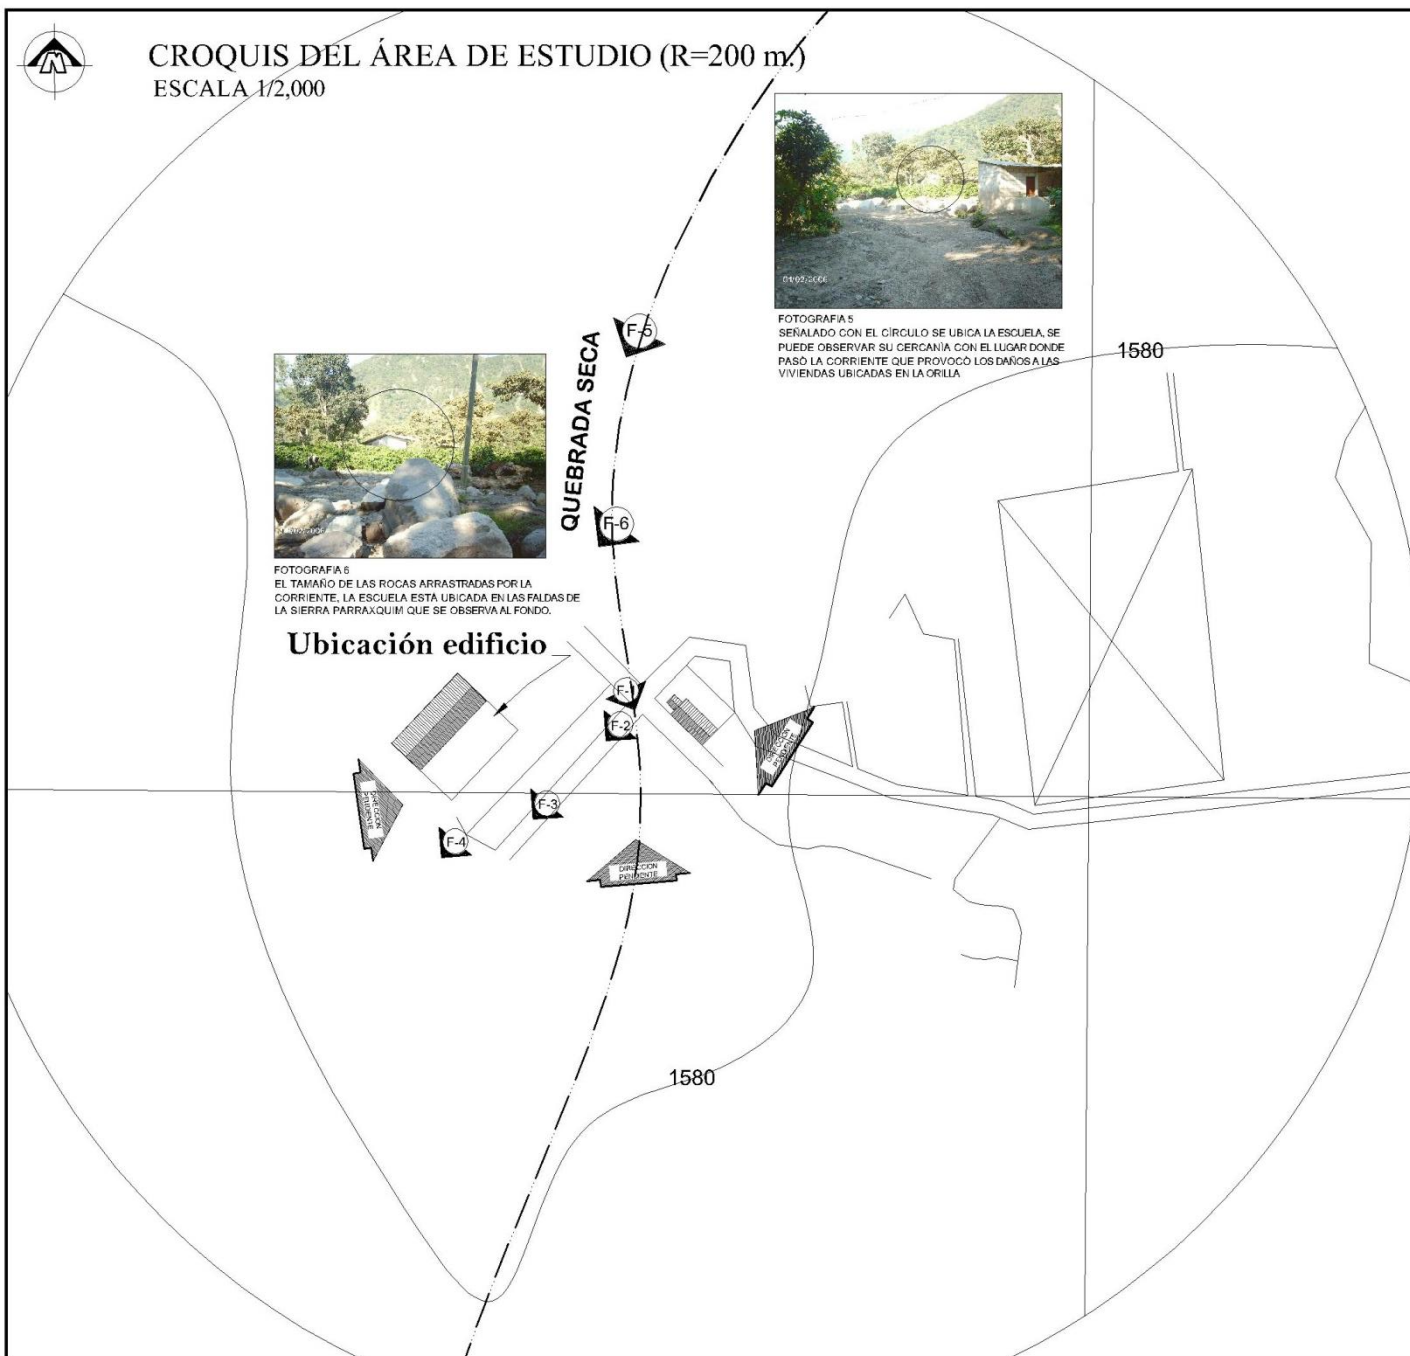 CROQUIS DEL ÁREA DE ESTUDIO (R=200 m.)
ESCALA 1/2,000
FOTOGRAFIA 5
SEÑALADO CON EL CÍRCULO SE UBICA LA ESCUELA, SE
PUEDE OBSERVAR SU CERCANÍA CON EL LUGAR DONDE
PASÓ LA CORRIENTE QUE PROVOCÓ LOS DAÑOS A LAS
VIVIENDAS UBICADAS EN LA ORILLA
1580
F-5
QUEBRADA SECA
F-6
FOTOGRAFIA 6
EL TAMAÑO DE LAS ROCAS ARRASTRADAS POR LA
CORRIENTE, LA ESCUELA ESTÁ UBICADA EN LAS FALDAS DE
LA SIERRA PARRAXQUIM QUE SE OBSERVA AL FONDO.
Ubicación edificio
F-1
F-2
DIRECCION
PENDIENTE
F-3
DIRECCION
PENDIENTE
F-4
DIRECCION
PENDIENTE
1580